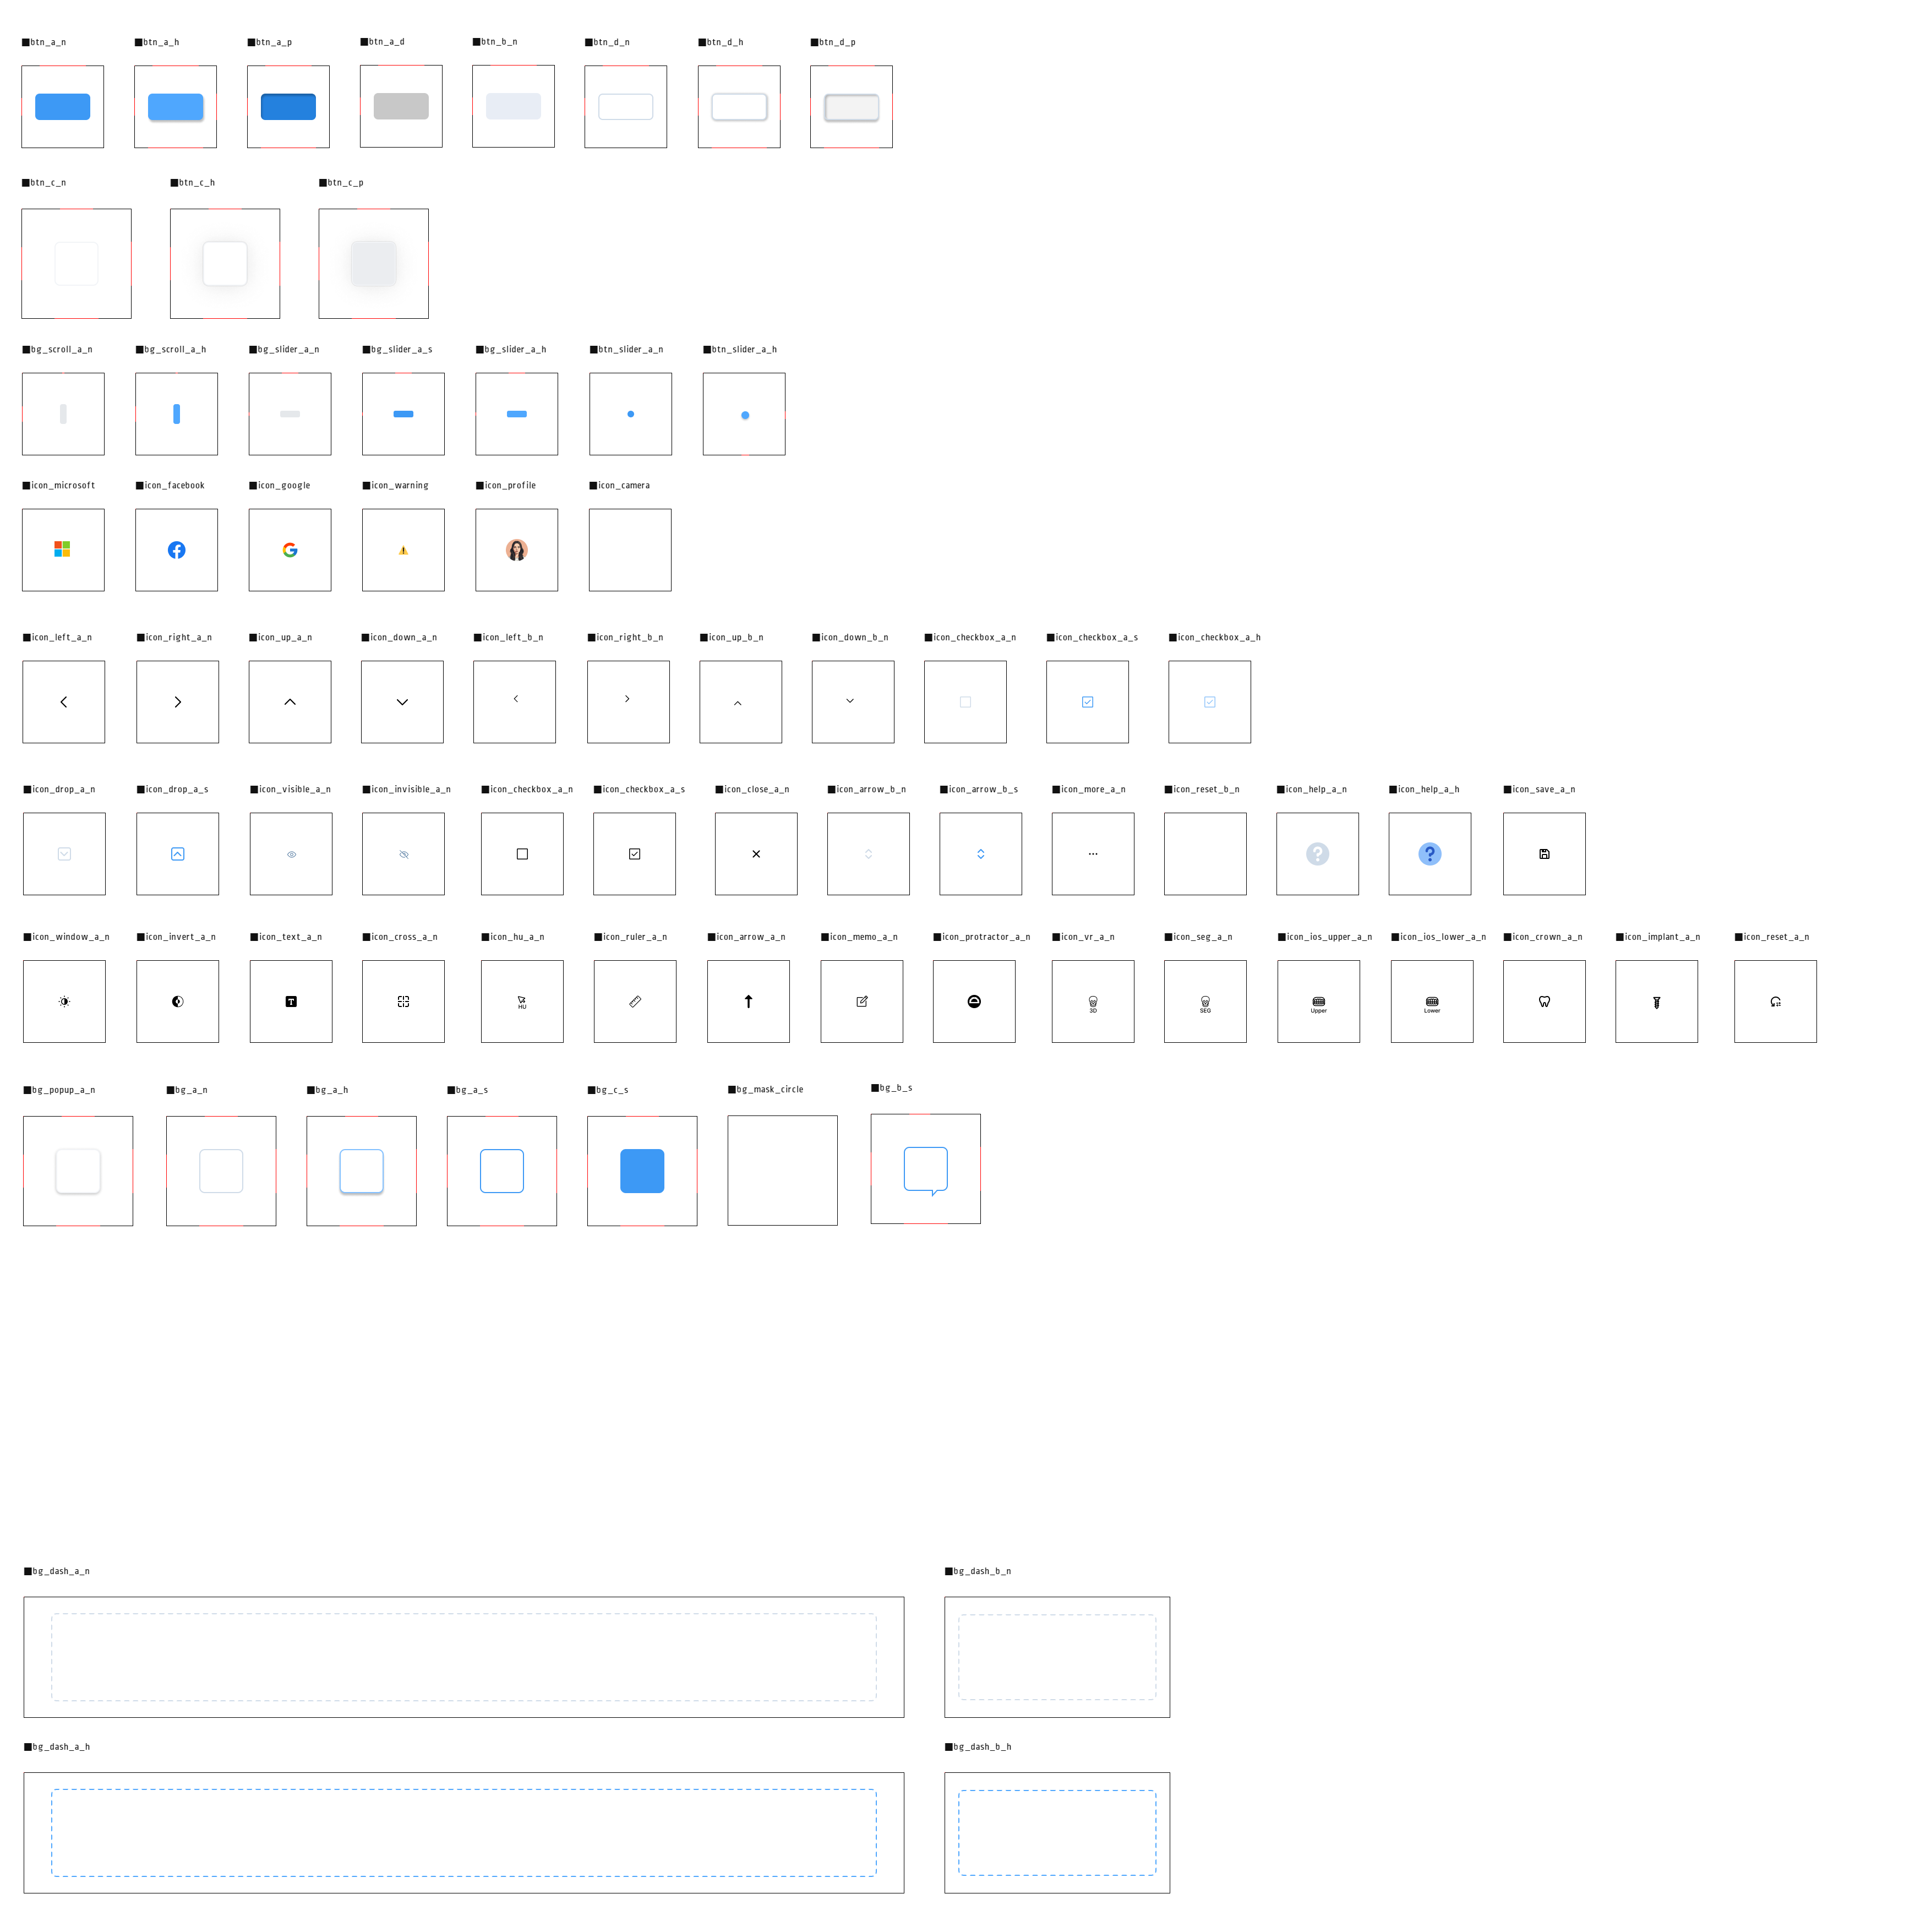 ■btn_a_n ■btn_a_h ■btn_a_p ■btn_a_d ■btn_b_n ■btn_d_n ■btn_d_h ■btn_d_p
■btn_c_n ■btn_c_h ■btn_c_p
■bg_scroll_a_n ■bg_scroll_a_h ■bg_slider_a_n ■bg_slider_a_s ■bg_slider_a_h ■btn_slider_a_n ■btn_slider_a_h
■icon_microsoft ■icon_facebook ■icon_google ■icon_warning ■icon_profile ■icon_camera
■icon_left_a_n ■icon_right_a_n ■icon_up_a_n ■icon_down_a_n ■icon_left_b_n ■icon_right_b_n ■icon_up_b_n ■icon_down_b_n ■icon_checkbox_a_n ■icon_checkbox_a_s ■icon_checkbox_a_h
■icon_drop_a_n ■icon_drop_a_s ■icon_visible_a_n ■icon_invisible_a_n ■icon_checkbox_a_n ■icon_checkbox_a_s ■icon_close_a_n ■icon_arrow_b_n ■icon_arrow_b_s ■icon_more_a_n ■icon_reset_b_n ■icon_help_a_n ■icon_help_a_h ■icon_save_a_n
? ?
■icon_window_a_n ■icon_invert_a_n ■icon_text_a_n ■icon_cross_a_n ■icon_hu_a_n ■icon_ruler_a_n ■icon_arrow_a_n ■icon_memo_a_n ■icon_protractor_a_n ■icon_vr_a_n ■icon_seg_a_n ■icon_ios_upper_a_n ■icon_ios_lower_a_n ■icon_crown_a_n ■icon_implant_a_n ■icon_reset_a_n
T HU 3D SEG Upper Lower
■bg_popup_a_n ■bg_a_n ■bg_a_h ■bg_a_s ■bg_c_s ■bg_mask_circle ■bg_b_s
■bg_dash_a_n ■bg_dash_b_n
■bg_dash_a_h ■bg_dash_b_h